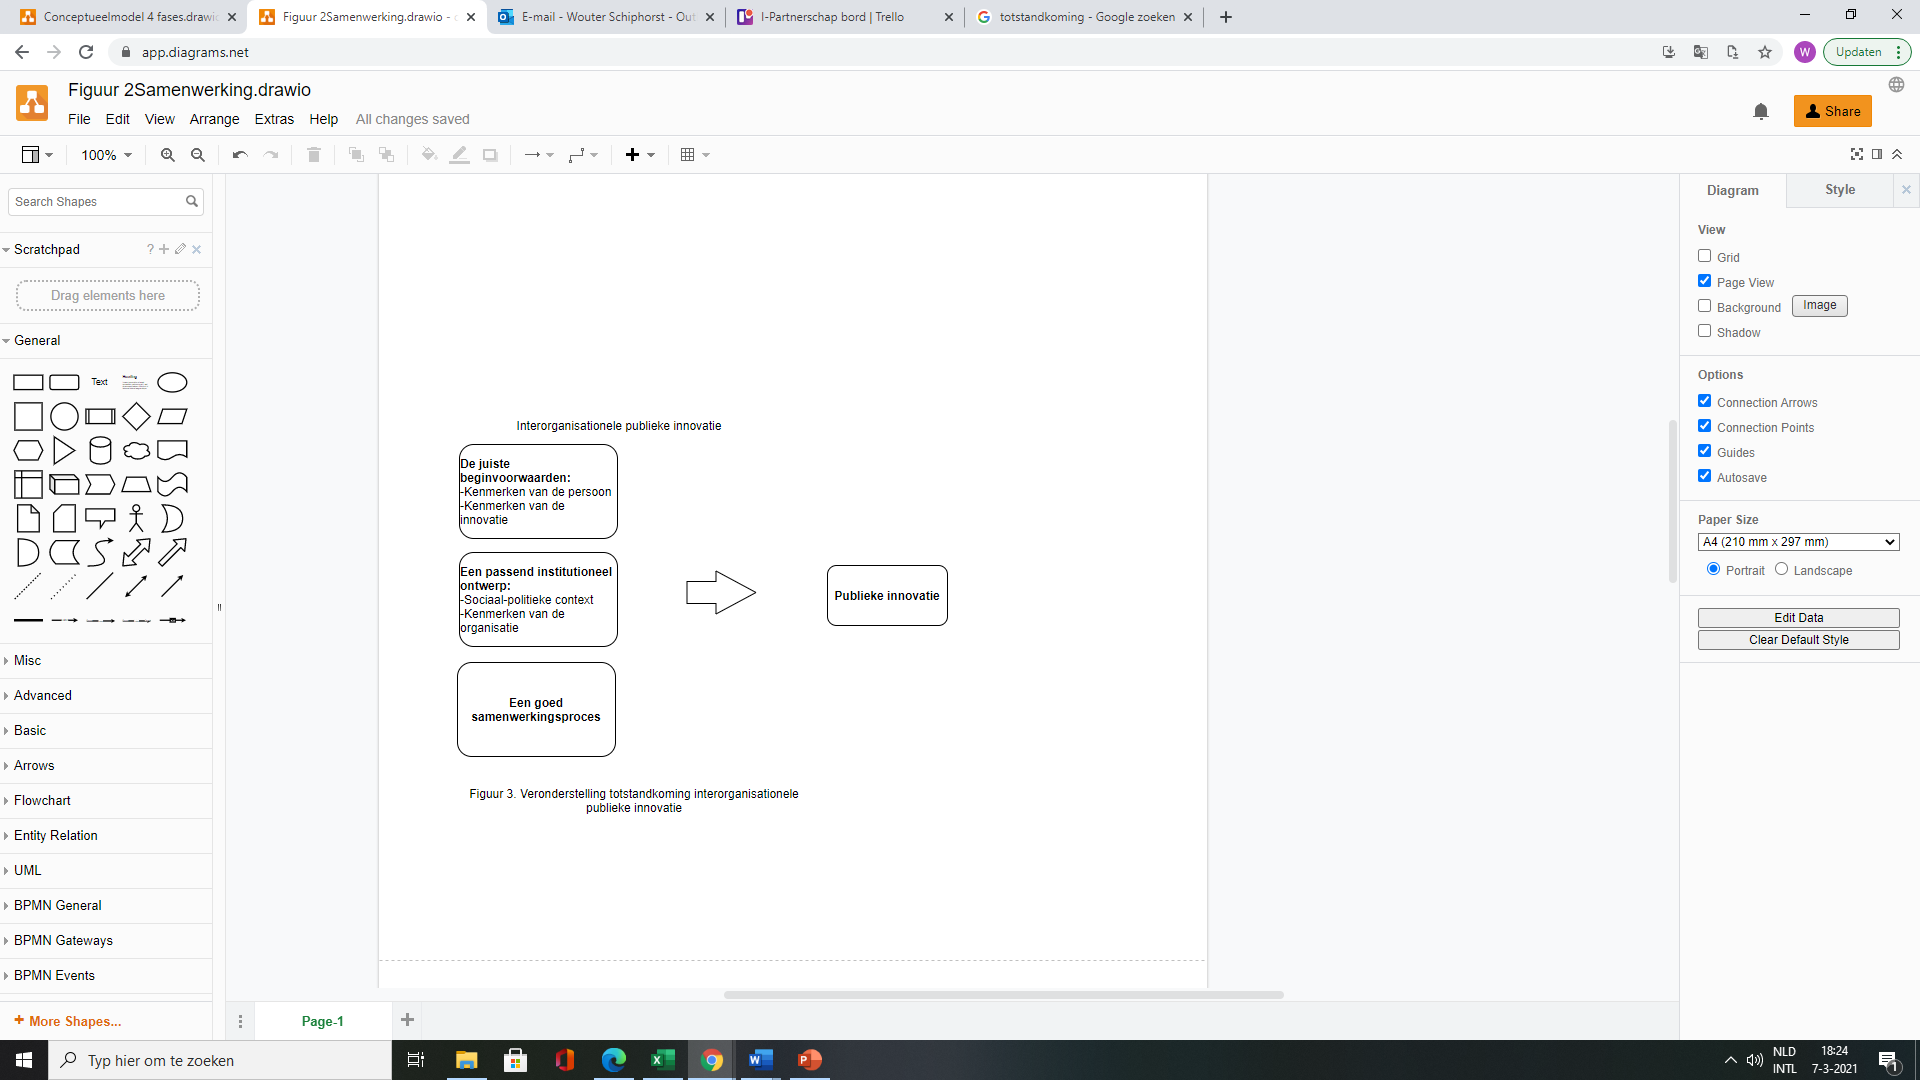 Conceptueelmodel 4 fases.drawio
Figuur 2Samenwerking.drawio -
E-mail - Wouter Schiphorst - Out
I-Partnerschap bord | Trello
totstandkoming - Google zoeken
app.diagrams.net
W
Updaten
Figuur 2Samenwerking.drawio
File Edit View Arrange Extras Help All changes saved
Share
100%
Search Shapes
Scratchpad
?
Drag elements here
General
Text
Heading
Misc
Advanced
Basic
Arrows
Flowchart
Entity Relation
UML
BPMN General
BPMN Gateways
BPMN Events
+ More Shapes...
Interorganisationele publieke innovatie
De juiste
beginvoorwaarden:
-Kenmerken van de persoon
-Kenmerken van de
innovatie
Een passend institutioneel
ontwerp:
-Sociaal-politieke context
-Kenmerken van de
organisatie
Een goed
samenwerkingsproces
Publieke innovatie
Figuur 3. Veronderstelling totstandkoming interorganisationele
publieke innovatie
Page-1
Diagram Style
View
Grid
Page View
Background Image
Shadow
Options
Connection Arrows
Connection Points
Guides
Autosave
Paper Size
A4 (210 mm x 297 mm)
Portrait Landscape
Edit Data
Clear Default Style
Typ hier om te zoeken
NLD
INTL
18:24
7-3-2021
1